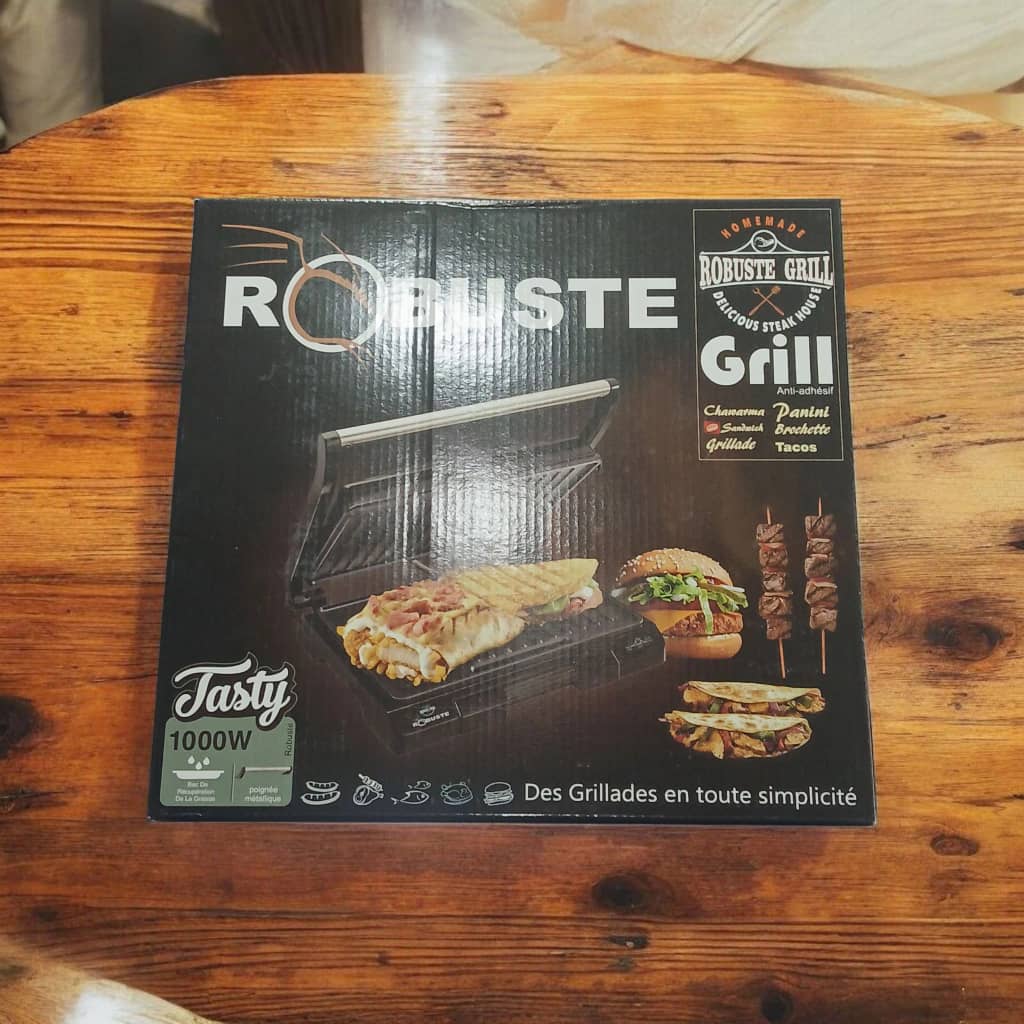 ROBUSTE
HOMEMADE
ROBUSTE GRILL
DELICIOUS STEAK HOUSE
Grill
Anti-adhésif
Chawarma Panini
Sandwich Brochette
Grillade Tacos
ROBUSTE
Tasty
1000W
Robuste
Bac De
Récupération
De La Graisse
poignée
métallique
Des Grillades en toute simplicité